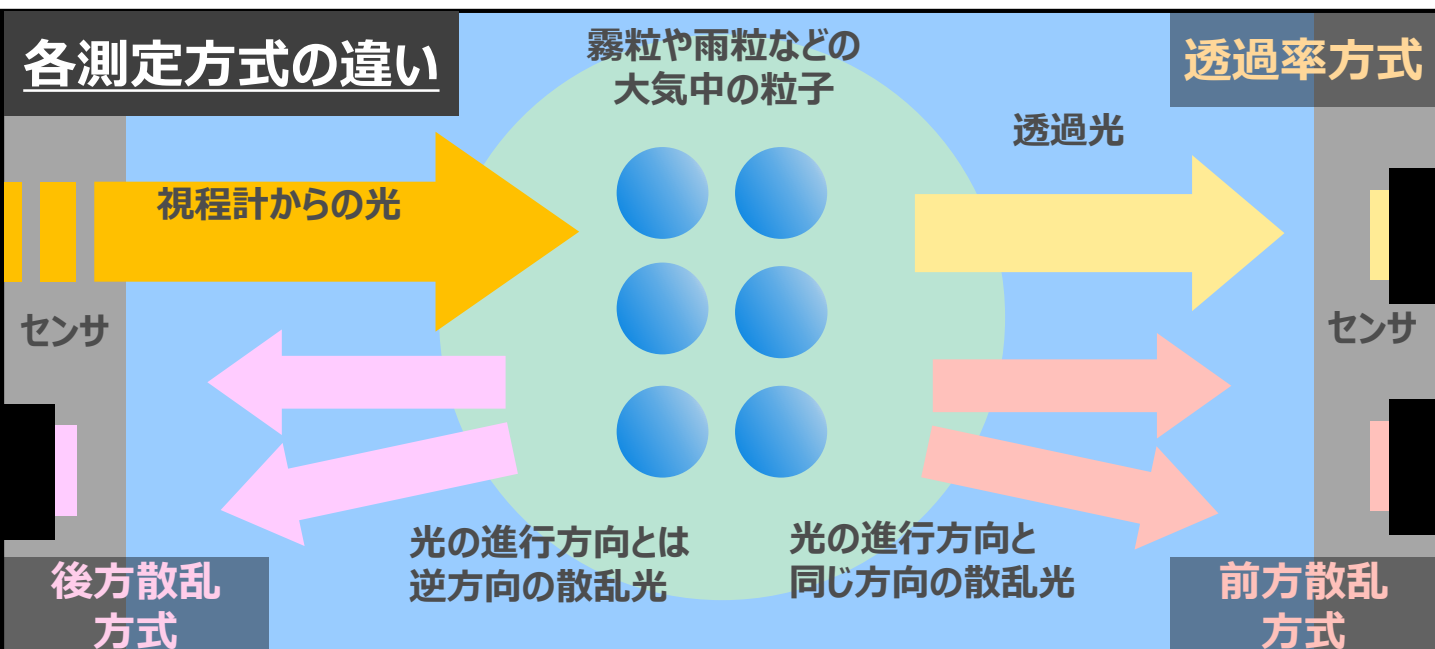 各測定方式の違い
霧粒や雨粒などの
大気中の粒子
透過率方式
透過光
視程計からの光
センサ
センサ
光の進行方向とは
逆方向の散乱光
光の進行方向と
同じ方向の散乱光
後方散乱
方式
前方散乱
方式